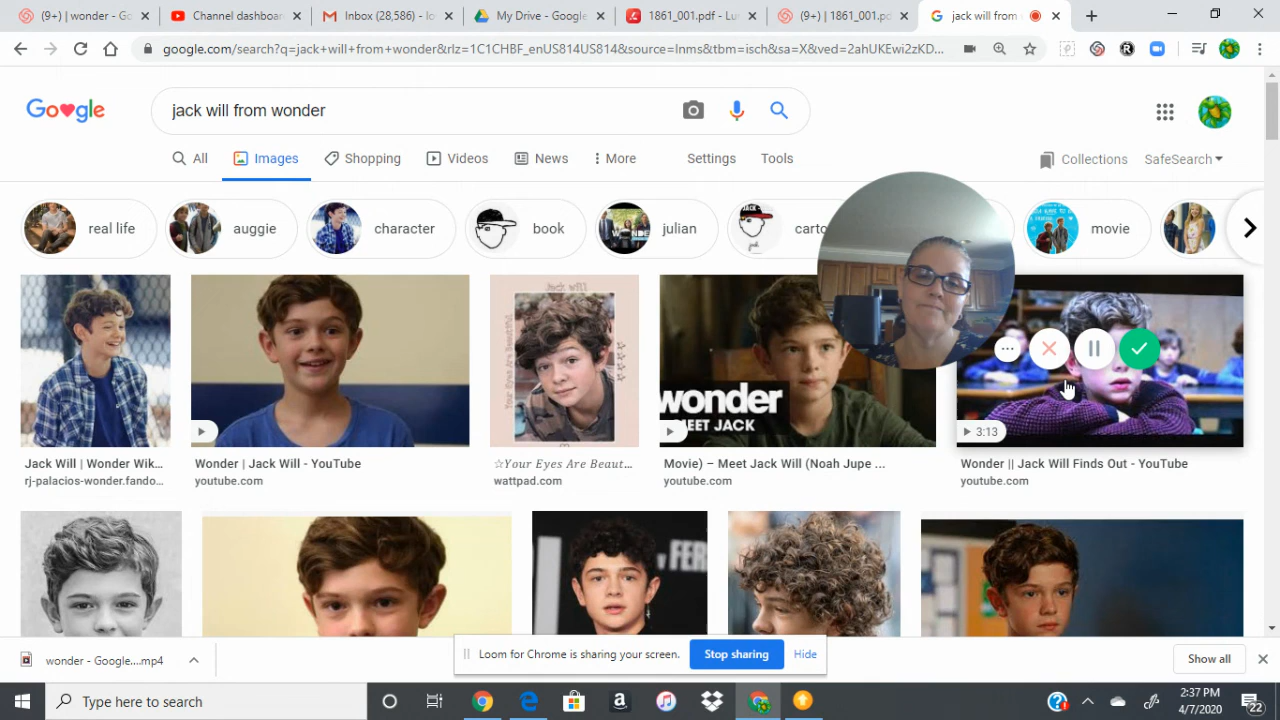 (9+) wonder - Go
Channel dashboar
Inbox (28,586) - lo
My Drive - Google
1861_001.pdf - Lu
(9+) | 1861_001.p
jack will from
google.com/search?q=jack+will+from+wonder&rlz=1C1CHBF_enUS814US814&source=lnms&tbm=isch&sa=X&ved=2ahUKEwi2zKD...
Google
jack will from wonder
All
Images
Shopping
Videos
News
More
Settings
Tools
Collections
SafeSearch
real life
auggie
character
book
julian
carto
movie
Jack will
Your Eyes Are Beautiful
wonder
MEET JACK
3:13
Jack Will | Wonder Wik...
rj-palacios-wonder.fando...
Wonder | Jack Will - YouTube
youtube.com
☆Your Eyes Are Beaut...
wattpad.com
Movie) – Meet Jack Will (Noah Jupe ...
youtube.com
Wonder || Jack Will Finds Out - YouTube
youtube.com
FER
Loom for Chrome is sharing your screen.
Stop sharing
Hide
wonder - Google....mp4
Show all
Type here to search
2:37 PM
4/7/2020
22